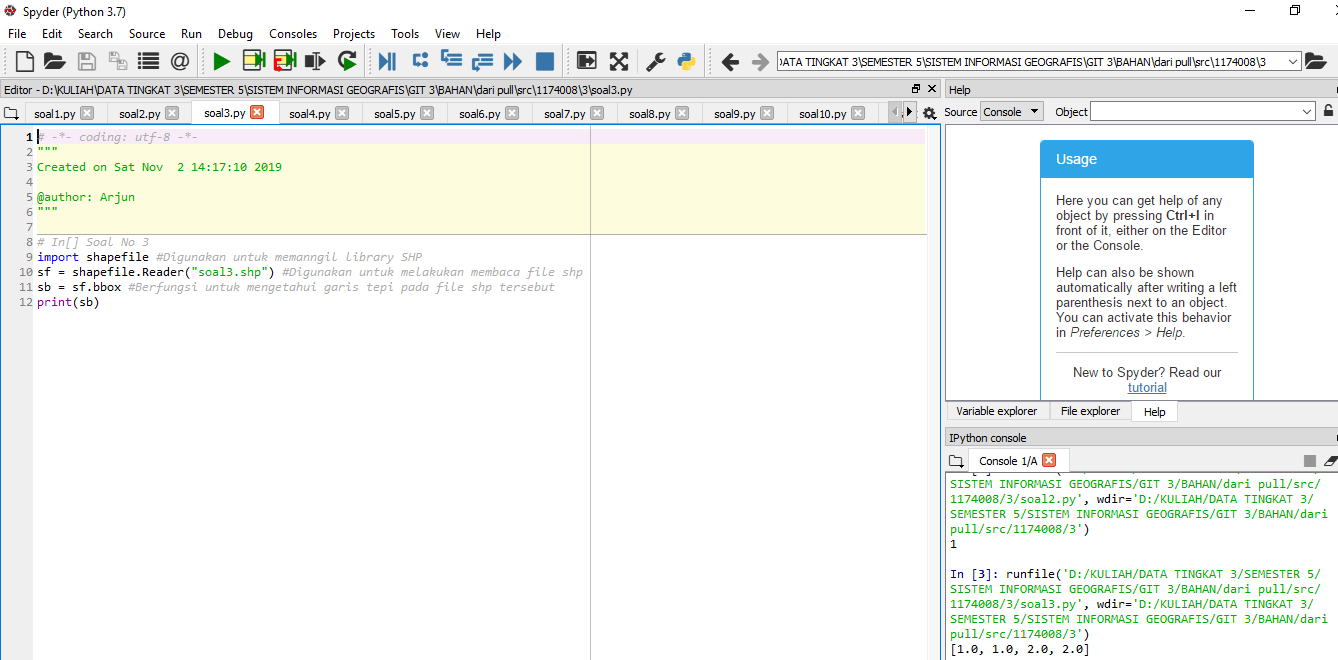 Spyder (Python 3.7)
File Edit Search Source Run Debug Consoles Projects Tools View Help
DATA TINGKAT 3\SEMESTER 5\SISTEM INFORMASI GEOGRAFIS\GIT 3\BAHAN\dari pull\src\1174008\3
Editor - D:\KULIAH\DATA TINGKAT 3\SEMESTER 5\SISTEM INFORMASI GEOGRAFIS\GIT 3\BAHAN\dari pull\src\1174008\3\soal3.py
soal1.py soal2.py soal3.py soal4.py soal5.py soal6.py soal7.py soal8.py soal9.py soal10.py
1 # -*- coding: utf-8 -*-
2 """
3 Created on Sat Nov  2 14:17:10 2019
4
5 @author: Arjun
6 """
7
8 # In[] Soal No 3
9 import shapefile #Digunakan untuk memanngil library SHP
10 sf = shapefile.Reader("soal3.shp") #Digunakan untuk melakukan membaca file shp
11 sb = sf.bbox #Berfungsi untuk mengetahui garis tepi pada file shp tersebut
12 print(sb)
Help
Source Console Object
Usage
Here you can get help of any
object by pressing Ctrl+I in
front of it, either on the Editor
or the Console.
Help can also be shown
automatically after writing a left
parenthesis next to an object.
You can activate this behavior
in Preferences > Help.
New to Spyder? Read our
tutorial
Variable explorer File explorer Help
IPython console
Console 1/A
SISTEM INFORMASI GEOGRAFIS/GIT 3/BAHAN/dari pull/src/
1174008/3/soal2.py', wdir='D:/KULIAH/DATA TINGKAT 3/
SEMESTER 5/SISTEM INFORMASI GEOGRAFIS/GIT 3/BAHAN/dari
pull/src/1174008/3')
1
In [3]: runfile('D:/KULIAH/DATA TINGKAT 3/SEMESTER 5/
SISTEM INFORMASI GEOGRAFIS/GIT 3/BAHAN/dari pull/src/
1174008/3/soal3.py', wdir='D:/KULIAH/DATA TINGKAT 3/
SEMESTER 5/SISTEM INFORMASI GEOGRAFIS/GIT 3/BAHAN/dari
pull/src/1174008/3')
[1.0, 1.0, 2.0, 2.0]